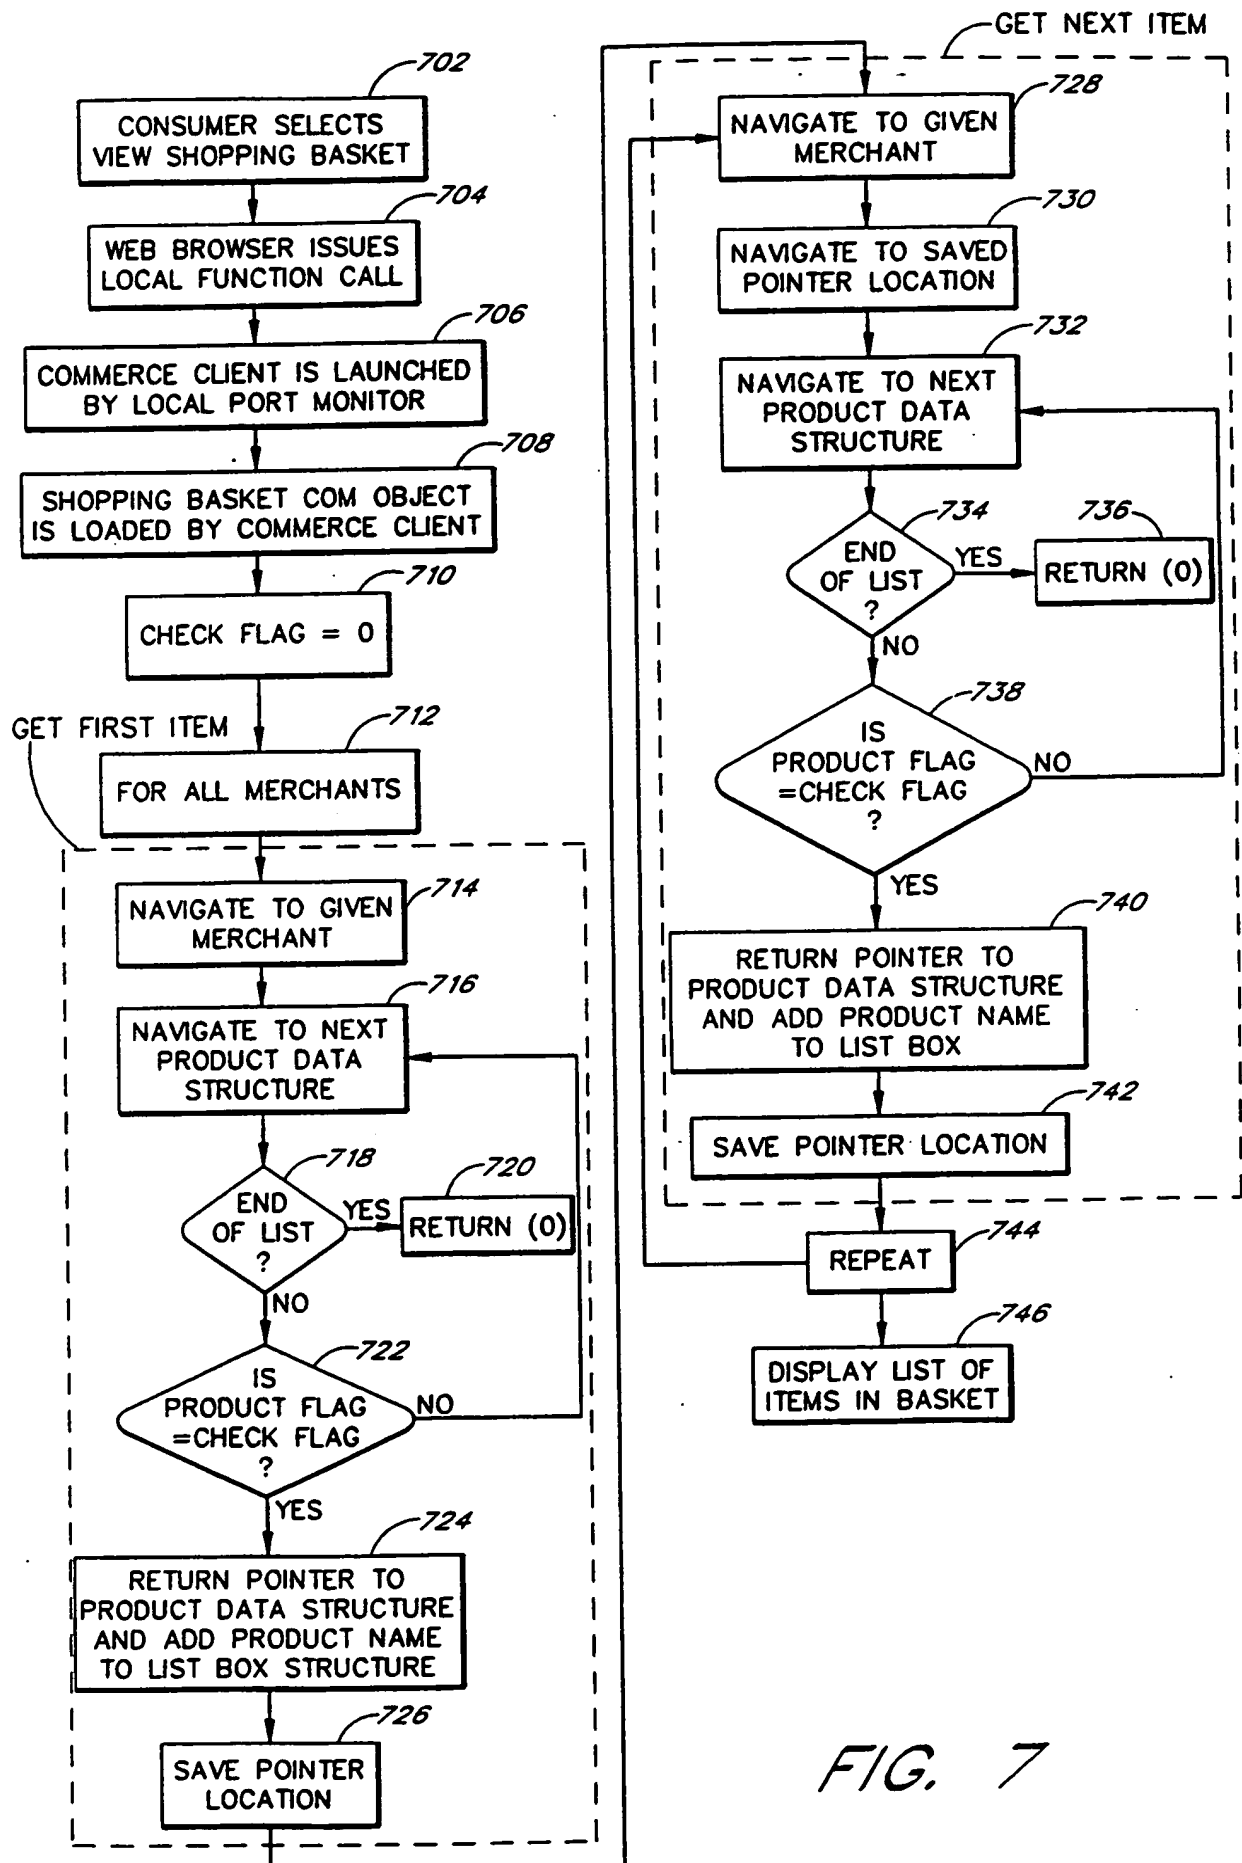 702
CONSUMER SELECTS
VIEW SHOPPING BASKET
704
WEB BROWSER ISSUES
LOCAL FUNCTION CALL
706
COMMERCE CLIENT IS LAUNCHED
BY LOCAL PORT MONITOR
708
SHOPPING BASKET COM OBJECT
IS LOADED BY COMMERCE CLIENT
710
CHECK FLAG = 0
GET FIRST ITEM
712
FOR ALL MERCHANTS
714
NAVIGATE TO GIVEN
MERCHANT
716
NAVIGATE TO NEXT
PRODUCT DATA
STRUCTURE
718
END
OF LIST
?
YES
720
RETURN (0)
NO
722
IS
PRODUCT FLAG
=CHECK FLAG
?
NO
YES
724
RETURN POINTER TO
PRODUCT DATA STRUCTURE
AND ADD PRODUCT NAME
TO LIST BOX STRUCTURE
726
SAVE POINTER
LOCATION
GET NEXT ITEM
728
NAVIGATE TO GIVEN
MERCHANT
730
NAVIGATE TO SAVED
POINTER LOCATION
732
NAVIGATE TO NEXT
PRODUCT DATA
STRUCTURE
734
END
OF LIST
?
YES
736
RETURN (0)
NO
738
IS
PRODUCT FLAG
=CHECK FLAG
?
NO
YES
740
RETURN POINTER TO
PRODUCT DATA STRUCTURE
AND ADD PRODUCT NAME
TO LIST BOX
742
SAVE POINTER LOCATION
744
REPEAT
746
DISPLAY LIST OF
ITEMS IN BASKET
FIG. 7